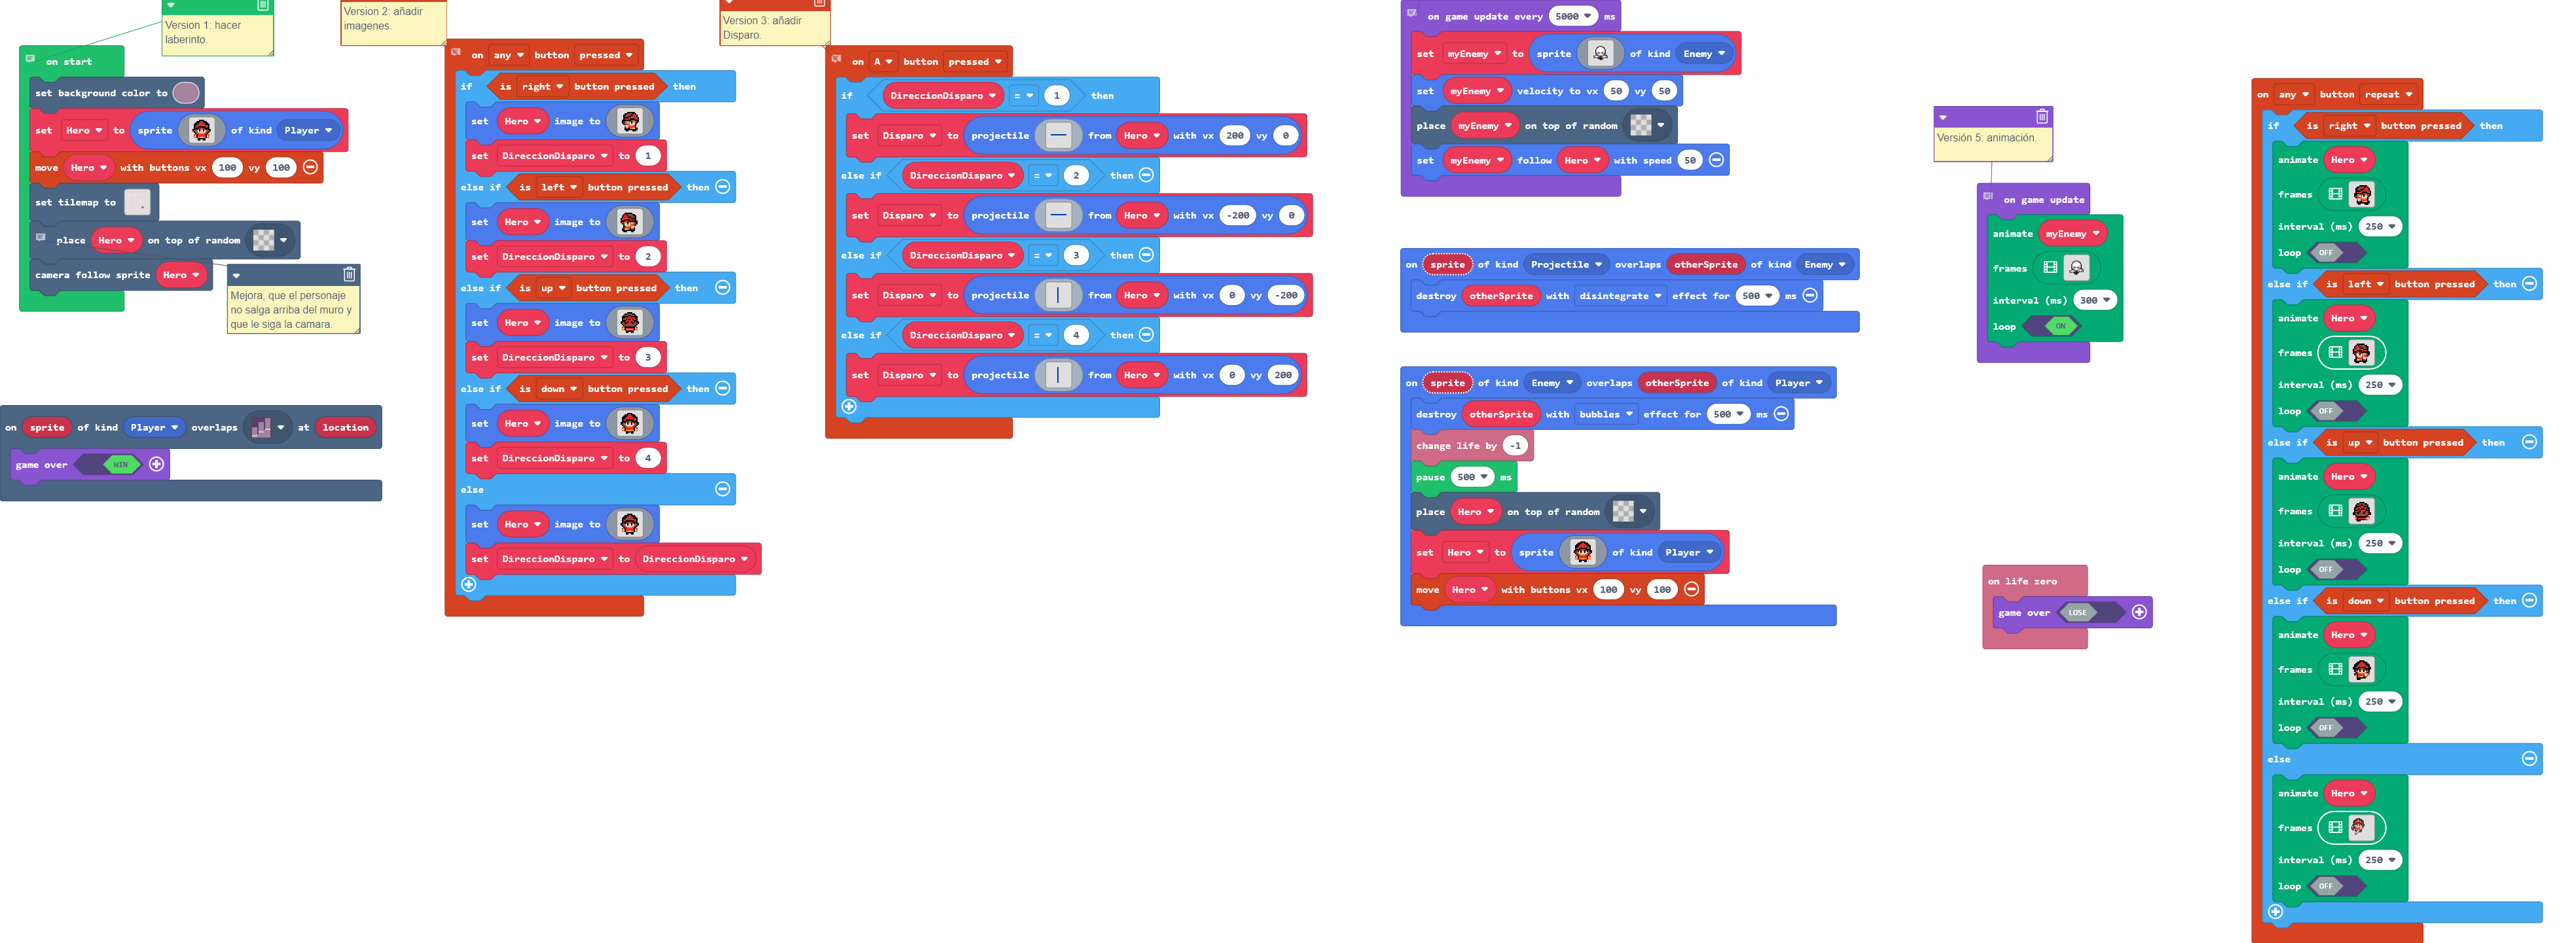 Version 1: hacer
laberinto.
on start
set background color to
set Hero to sprite of kind Player
move Hero with buttons vx 100 vy 100
set tilemap to
place Hero on top of random
camera follow sprite Hero
Mejora, que el personaje
no salga arriba del muro y
que le siga la camara.
on sprite of kind Player overlaps at location
game over WIN
Version 2: añadir
imagenes.
on any button pressed
if is right button pressed then
set Hero image to
set DireccionDisparo to 1
else if is left button pressed then
set Hero image to
set DireccionDisparo to 2
else if is up button pressed then
set Hero image to
set DireccionDisparo to 3
else if is down button pressed then
set Hero image to
set DireccionDisparo to 4
else
set Hero image to
set DireccionDisparo to DireccionDisparo
Version 3: añadir
Disparo.
on A button pressed
if DireccionDisparo = 1 then
set Disparo to projectile from Hero with vx 200 vy 0
else if DireccionDisparo = 2 then
set Disparo to projectile from Hero with vx -200 vy 0
else if DireccionDisparo = 3 then
set Disparo to projectile from Hero with vx 0 vy -200
else if DireccionDisparo = 4 then
set Disparo to projectile from Hero with vx 0 vy 200
on game update every 5000 ms
set myEnemy to sprite of kind Enemy
set myEnemy velocity to vx 50 vy 50
place myEnemy on top of random
set myEnemy follow Hero with speed 50
on sprite of kind Projectile overlaps otherSprite of kind Enemy
destroy otherSprite with disintegrate effect for 500 ms
on sprite of kind Enemy overlaps otherSprite of kind Player
destroy otherSprite with bubbles effect for 500 ms
change life by -1
pause 500 ms
place Hero on top of random
set Hero to sprite of kind Player
move Hero with buttons vx 100 vy 100
Versión 5: animación.
on game update
animate myEnemy
frames
interval (ms) 300
loop ON
on life zero
game over LOSE
on any button repeat
if is right button pressed then
animate Hero
frames
interval (ms) 250
loop OFF
else if is left button pressed then
animate Hero
frames
interval (ms) 250
loop OFF
else if is up button pressed then
animate Hero
frames
interval (ms) 250
loop OFF
else if is down button pressed then
animate Hero
frames
interval (ms) 250
loop OFF
else
animate Hero
frames
interval (ms) 250
loop OFF